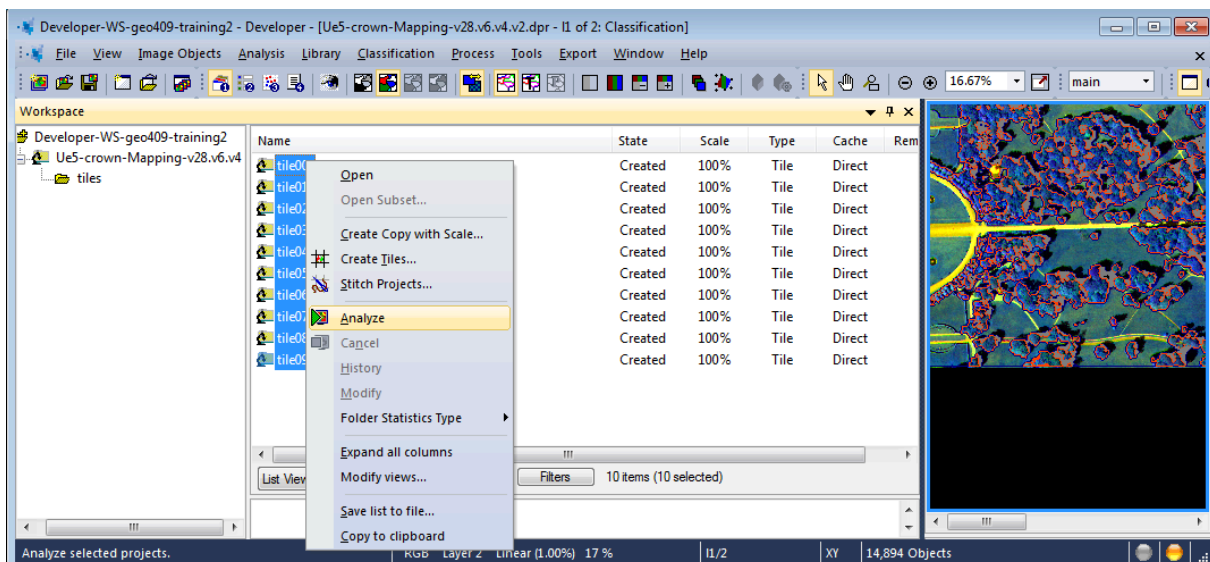 Developer-WS-geo409-training2 - Developer - [Ue5-crown-Mapping-v28.v6.v4.v2.dpr - l1 of 2: Classification]
File View Image Objects Analysis Library Classification Process Tools Export Window Help
16.67% main
Workspace
Developer-WS-geo409-training2
Ue5-crown-Mapping-v28.v6.v4
tiles
Name State Scale Type Cache Rem
tile00 Created 100% Tile Direct
tile01 Created 100% Tile Direct
tile02 Created 100% Tile Direct
tile03 Created 100% Tile Direct
tile04 Created 100% Tile Direct
tile05 Created 100% Tile Direct
tile06 Created 100% Tile Direct
tile07 Created 100% Tile Direct
tile08 Created 100% Tile Direct
tile09 Created 100% Tile Direct
Open
Open Subset...
Create Copy with Scale...
Create Tiles...
Stitch Projects...
Analyze
Cancel
History
Modify
Folder Statistics Type
Expand all columns
Modify views...
Save list to file...
Copy to clipboard
List View Filters 10 items (10 selected)
Analyze selected projects. RGB Layer 2 Linear (1.00%) 17 % l1/2 XY 14,894 Objects